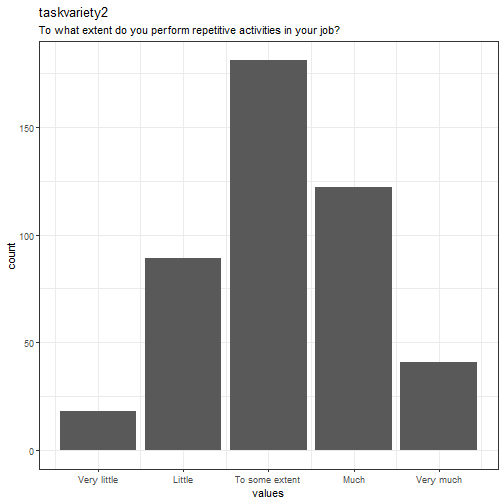 taskvariety2
To what extent do you perform repetitive activities in your job?
150
100
50
0
count
Very little Little To some extent Much Very much
values